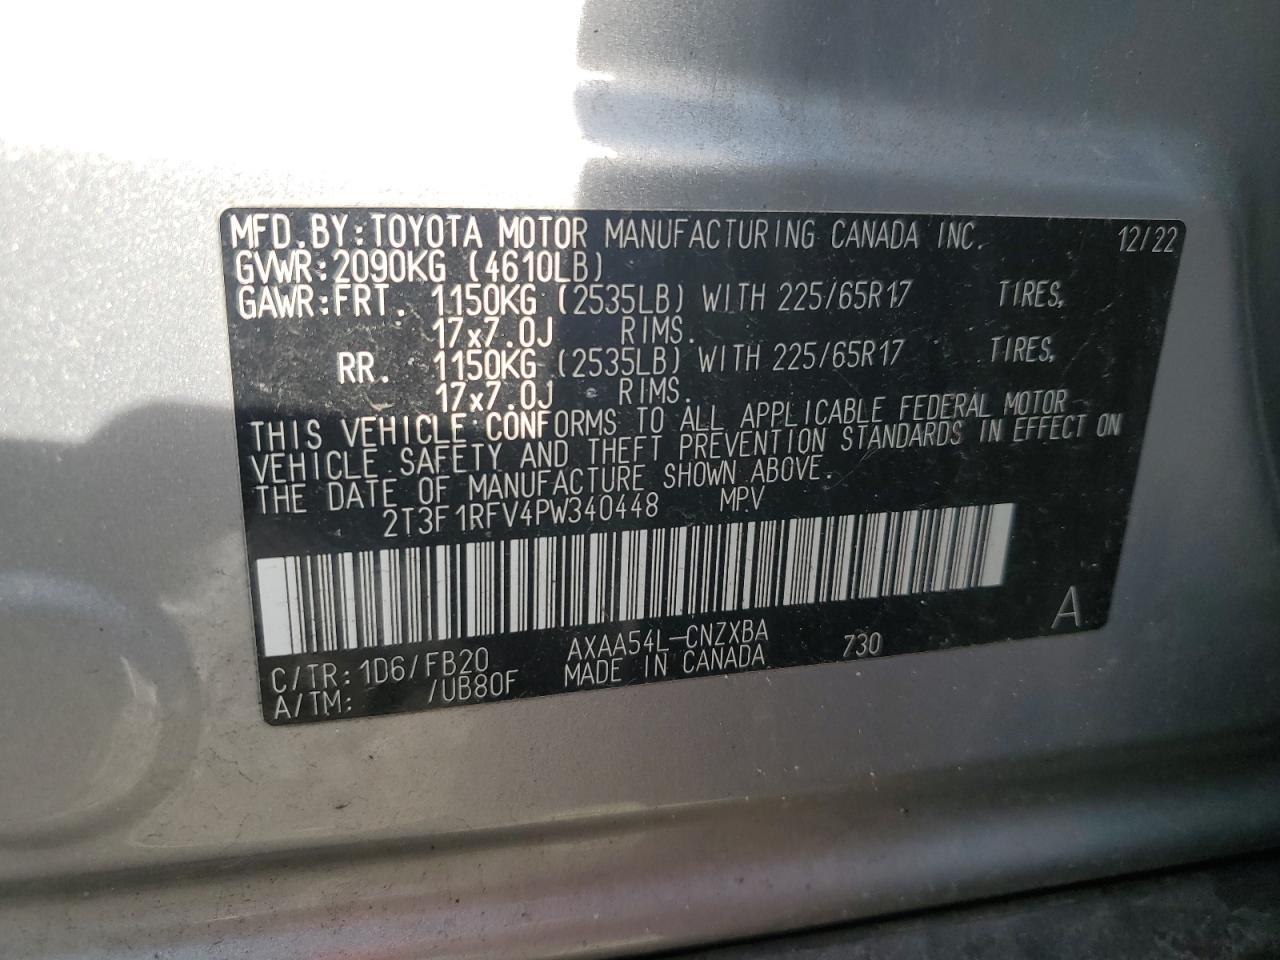 MFD.BY:TOYOTA MOTOR MANUFACTURING CANADA INC. 12/22
GVWR:2090KG (4610LB)
GAWR:FRT. 1150KG (2535LB) WITH 225/65R17 TIRES,
17x7.0J RIMS.
RR. 1150KG (2535LB) WITH 225/65R17 TIRES,
17x7.0J RIMS.
THIS VEHICLE CONFORMS TO ALL APPLICABLE FEDERAL MOTOR
VEHICLE SAFETY AND THEFT PREVENTION STANDARDS IN EFFECT ON
THE DATE OF MANUFACTURE SHOWN ABOVE.
2T3F1RFV4PW340448 MPV
A
C/TR:1D6/FB20 AXAA54L-CNZXBA 730
A/TM: /UB80F MADE IN CANADA